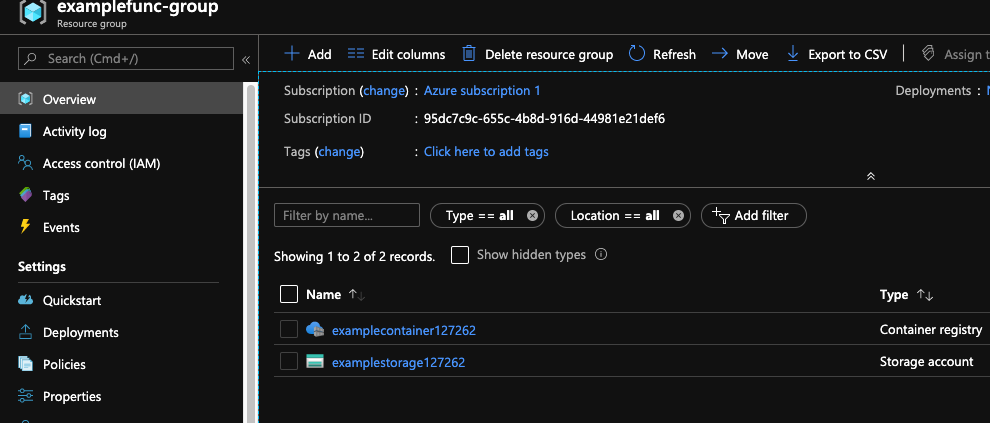 examplefunc-group
Resource group
Search (Cmd+/)
«
Overview
Activity log
Access control (IAM)
Tags
Events
Settings
Quickstart
Deployments
Policies
Properties
Add Edit columns Delete resource group Refresh Move Export to CSV Assign t
Subscription (change) : Azure subscription 1 Deployments :
Subscription ID : 95dc7c9c-655c-4b8d-916d-44981e21def6
Tags (change) : Click here to add tags
Filter by name... Type == all Location == all Add filter
Showing 1 to 2 of 2 records. Show hidden types
Name ↑↓ Type ↑↓
examplecontainer127262 Container registry
examplestorage127262 Storage account